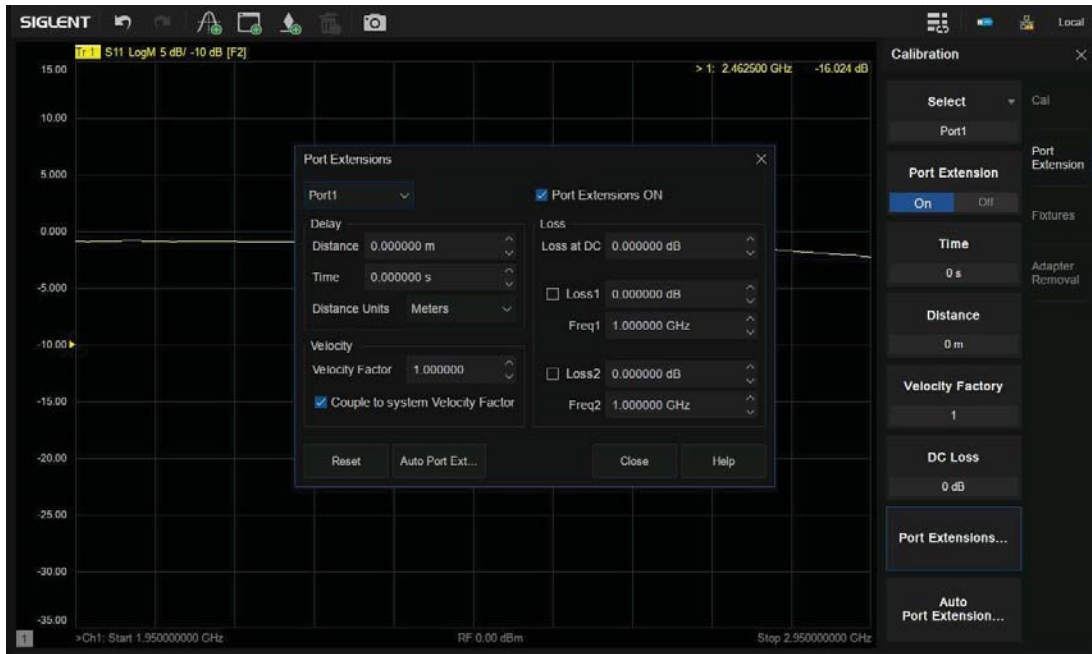 SIGLENT
Local
Tr 1 S11 LogM 5 dB/ -10 dB [F2]
> 1: 2.462500 GHz -16.024 dB
15.00
10.00
5.000
0.000
-5.000
-10.00
-15.00
-20.00
-25.00
-30.00
-35.00
Port Extensions
Port1
Port Extensions ON
Delay
Distance 0.000000 m
Time 0.000000 s
Distance Units Meters
Velocity
Velocity Factor 1.000000
Couple to system Velocity Factor
Loss
Loss at DC 0.000000 dB
Loss1 0.000000 dB
Freq1 1.000000 GHz
Loss2 0.000000 dB
Freq2 1.000000 GHz
Reset Auto Port Ext... Close Help
1 >Ch1: Start 1.950000000 GHz RF 0.00 dBm Stop 2.950000000 GHz
Calibration
Select
Port1
Port Extension
On Off
Time
0 s
Distance
0 m
Velocity Factory
1
DC Loss
0 dB
Port Extensions...
Auto
Port Extension...
Cal
Port
Extension
Fixtures
Adapter
Removal